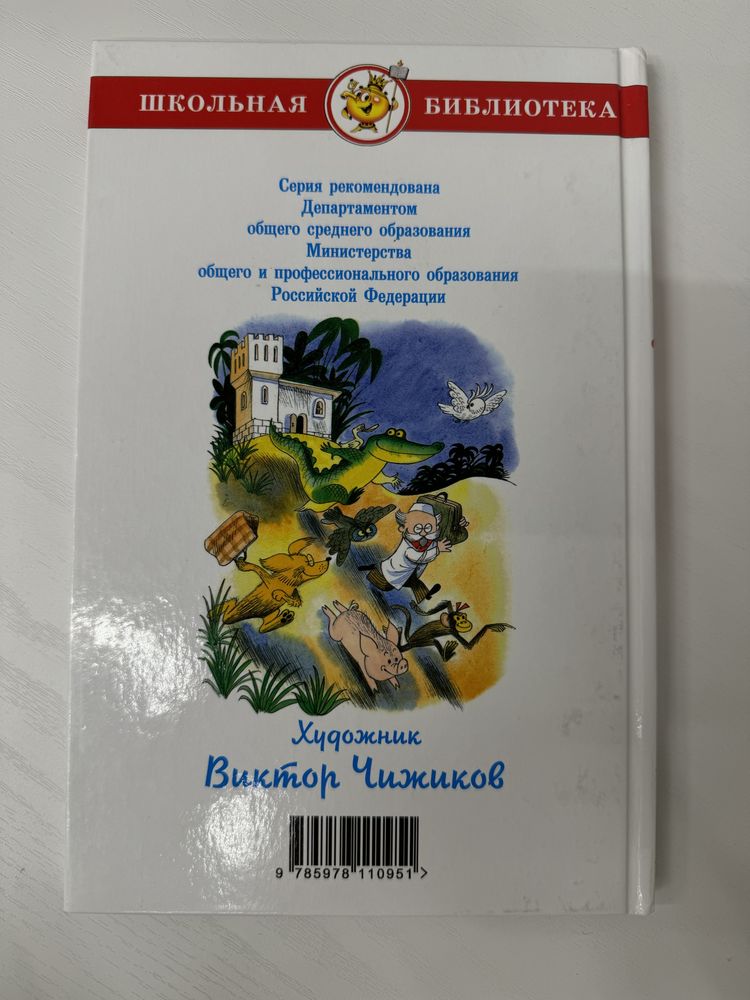 ШКОЛЬНАЯ БИБЛИОТЕКА
Серия рекомендована
Департаментом
общего среднего образования
Министерства
общего и профессионального образования
Российской Федерации
Художник
Виктор Чижиков
9 785978 110951 >